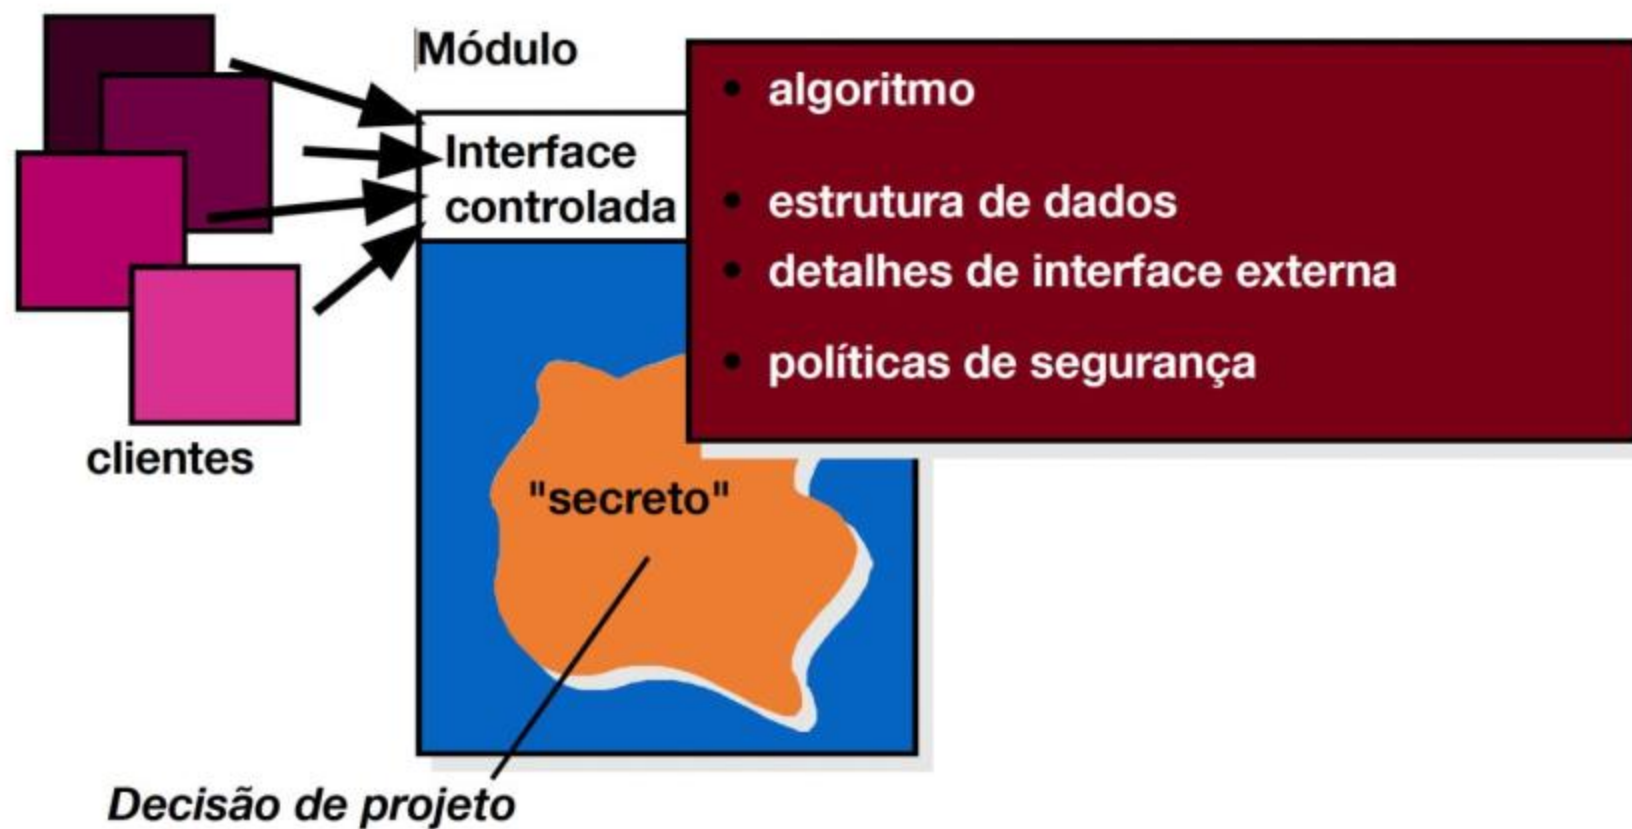 Módulo
Interface
controlada
• algoritmo
• estrutura de dados
• detalhes de interface externa
• políticas de segurança
clientes
"secreto"
Decisão de projeto